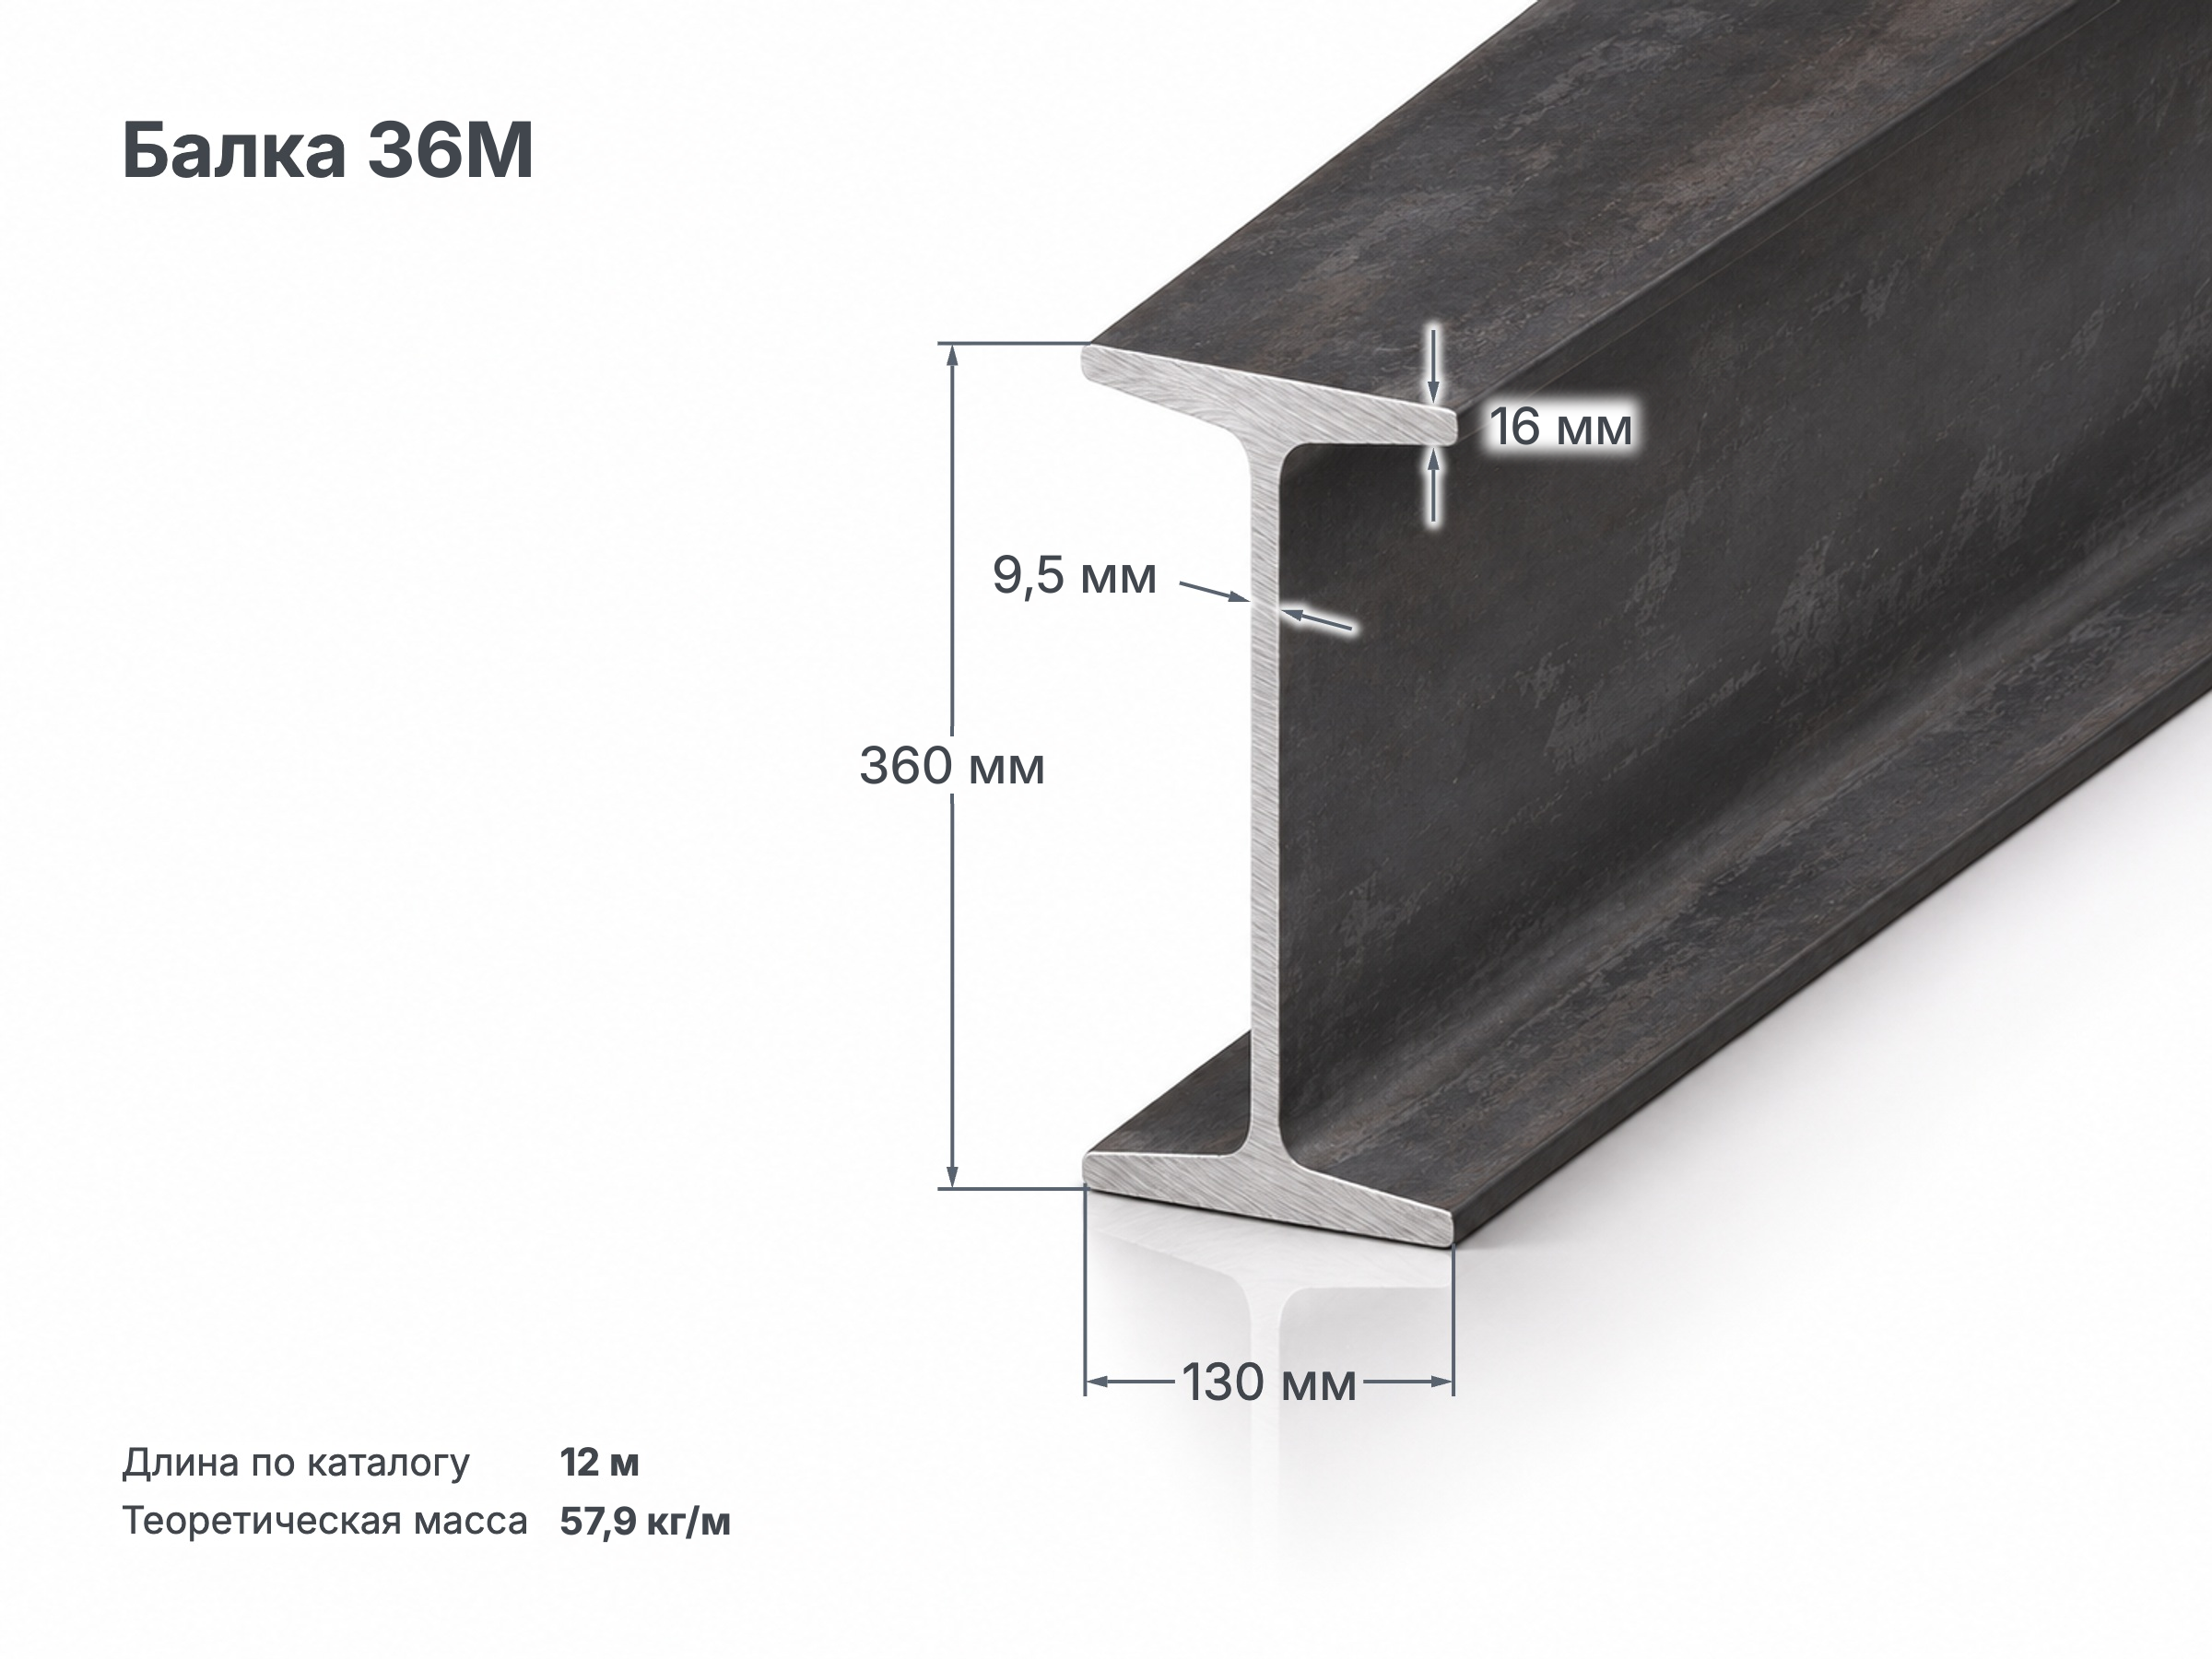 Балка 36М
16 мм
9,5 мм
360 мм
130 мм
Длина по каталогу 12 м
Теоретическая масса 57,9 кг/м